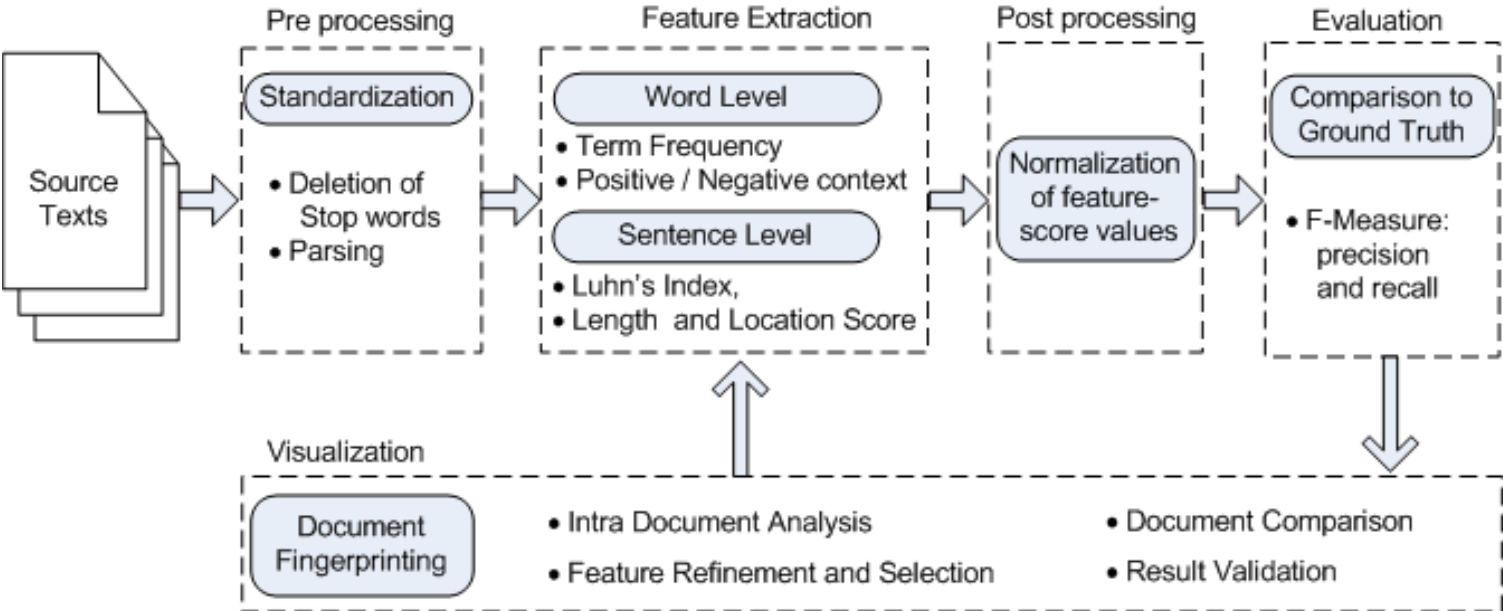 Pre processing
Feature Extraction
Post processing
Evaluation
Source
Texts
Standardization
• Deletion of
Stop words
• Parsing
Word Level
• Term Frequency
• Positive / Negative context
Sentence Level
• Luhn's Index,
• Length and Location Score
Normalization
of feature-
score values
Comparison to
Ground Truth
• F-Measure:
precision
and recall
Visualization
Document
Fingerprinting
• Intra Document Analysis
• Feature Refinement and Selection
• Document Comparison
• Result Validation